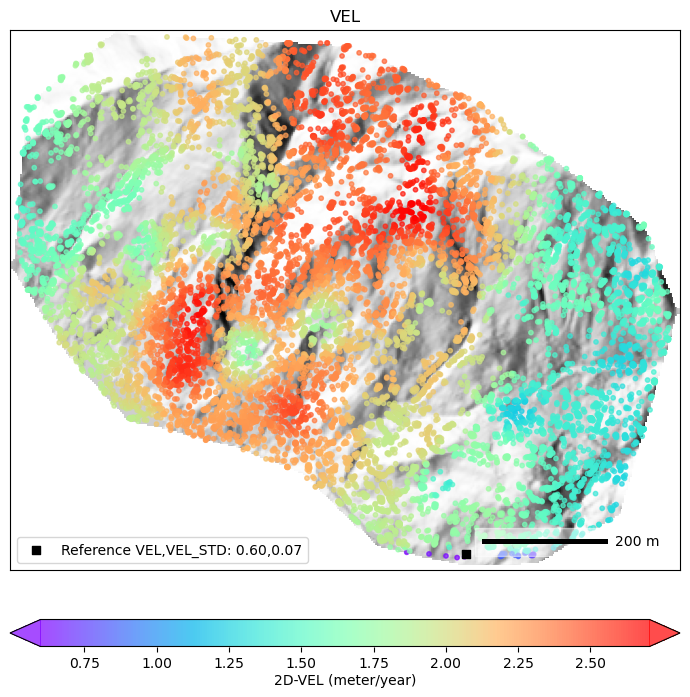 VEL
Reference VEL,VEL_STD: 0.60,0.07
200 m
0.75 1.00 1.25 1.50 1.75 2.00 2.25 2.50
2D-VEL (meter/year)